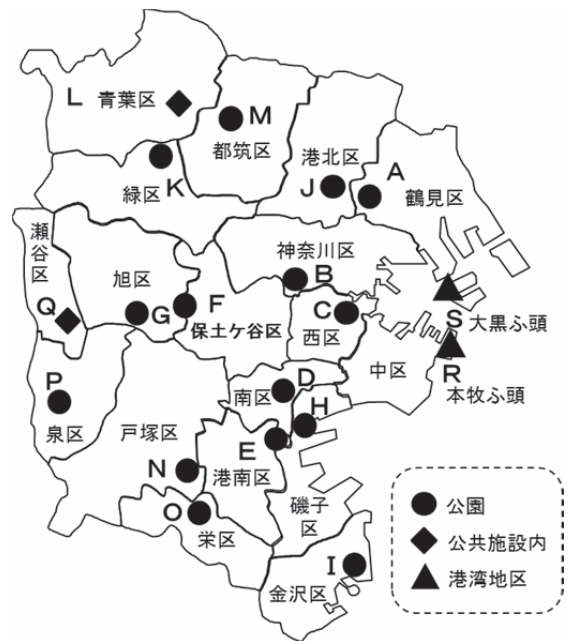 L 青葉区
M
都筑区
港北区
A
J
鶴見区
緑区
K
瀬谷区
神奈川区
旭区
B
Q
G
F
保土ケ谷区
C
西区
S
大黒ふ頭
中区
R
本牧ふ頭
P
泉区
D
南区
H
戸塚区
E
港南区
N
磯子区
O
栄区
I
金沢区
公園
公共施設内
港湾地区